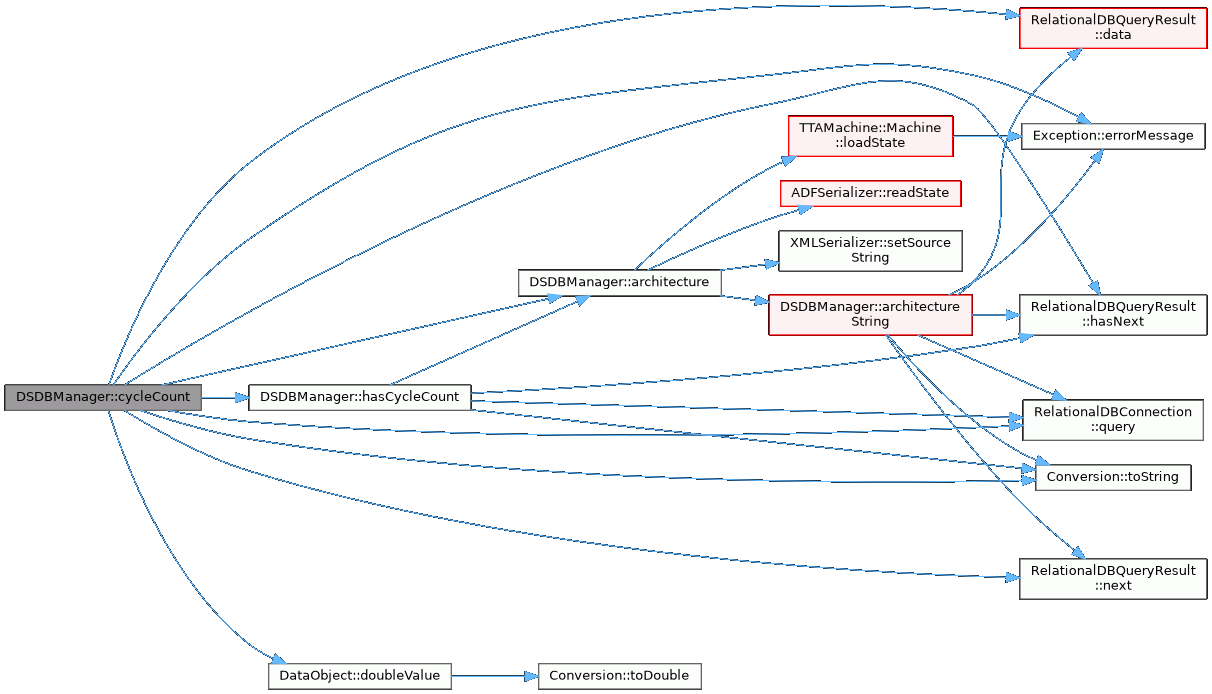 RelationalDBQueryResult
::data
TTAMachine::Machine
::loadState
Exception::errorMessage
ADFSerializer::readState
XMLSerializer::setSource
String
DSDBManager::architecture
DSDBManager::architecture
String
RelationalDBQueryResult
::hasNext
DSDBManager::cycleCount
DSDBManager::hasCycleCount
RelationalDBConnection
::query
Conversion::toString
RelationalDBQueryResult
::next
DataObject::doubleValue
Conversion::toDouble